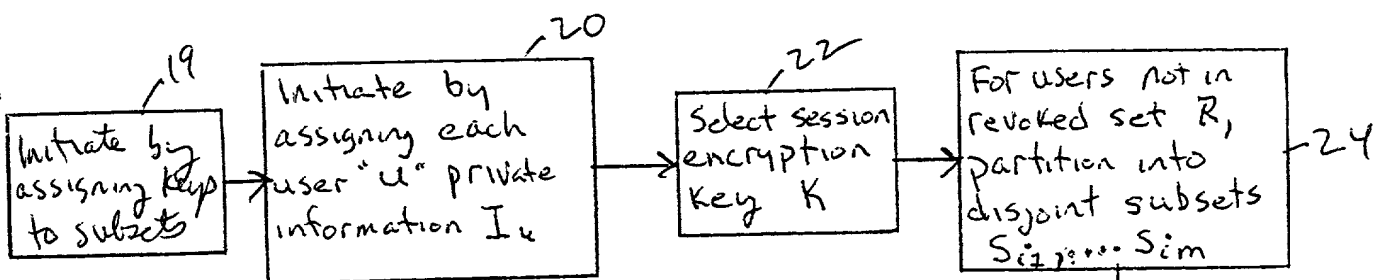 19
Initiate by
assigning keys
to subsets
20
Initiate by
assigning each
user "u" private
information Iu
22
Select session
encryption
key K
For users not in
revoked set R,
partition into
disjoint subsets
Si1,.... Sim
24